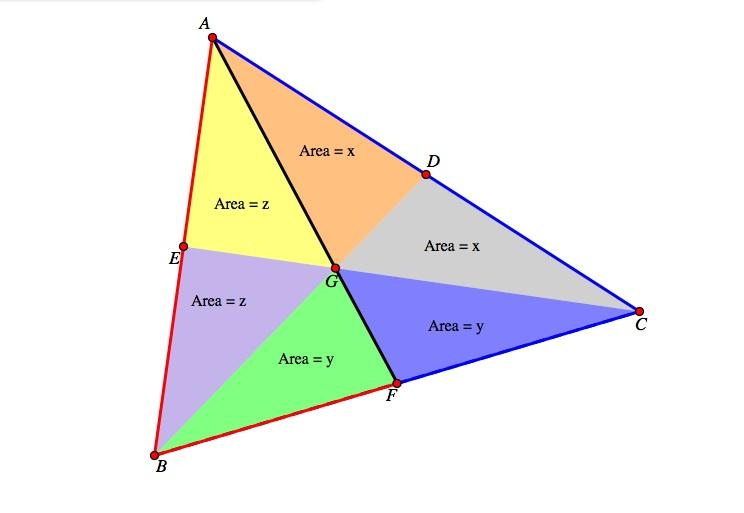 A
Area = x
D
Area = z
Area = x
E
G
Area = z
C
Area = y
Area = y
F
B